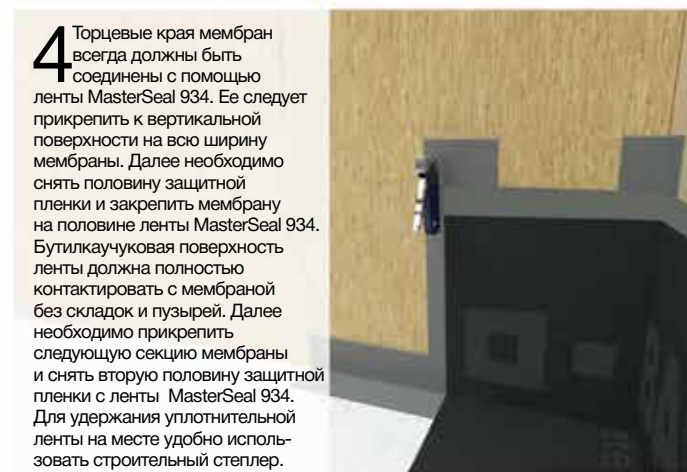 4 Торцевые края мембран
всегда должны быть
соединены с помощью
ленты MasterSeal 934. Ее следует
прикрепить к вертикальной
поверхности на всю ширину
мембраны. Далее необходимо
снять половину защитной
пленки и закрепить мембрану
на половине ленты MasterSeal 934.
Бутилкаучуковая поверхность
ленты должна полностью
контактировать с мембраной
без складок и пузырей. Далее
необходимо прикрепить
следующую секцию мембраны
и снять вторую половину защитной
пленки с ленты MasterSeal 934.
Для удержания уплотнительной
ленты на месте удобно исполь-
зовать строительный степлер.